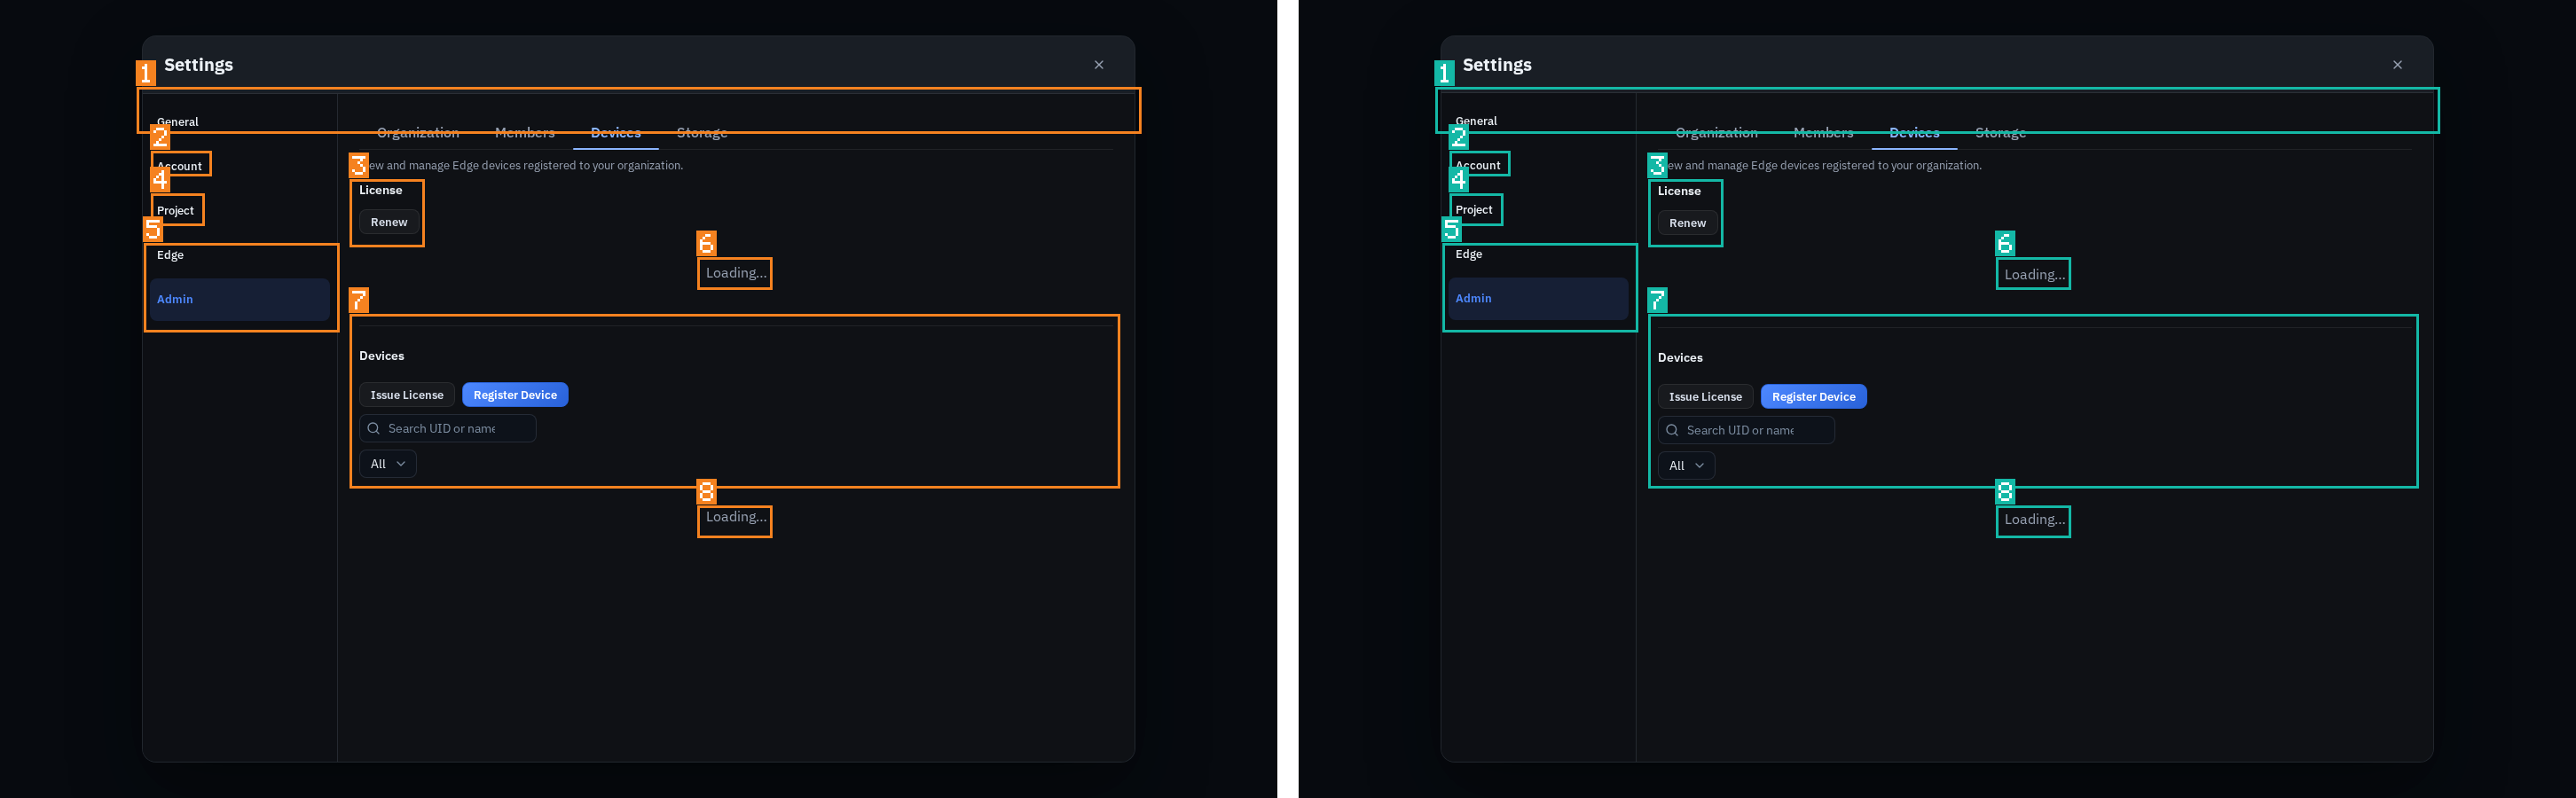 Settings
1
General
Organization Members Devices Storage
2
Account
3
ew and manage Edge devices registered to your organization.
4
License
Project
Renew
5
Edge
6
Loading...
Admin
7
Devices
Issue License Register Device
Search UID or name
All
8
Loading...
Settings
1
General
Organization Members Devices Storage
2
Account
3
ew and manage Edge devices registered to your organization.
4
License
Project
Renew
5
Edge
6
Loading...
Admin
7
Devices
Issue License Register Device
Search UID or name
All
8
Loading...